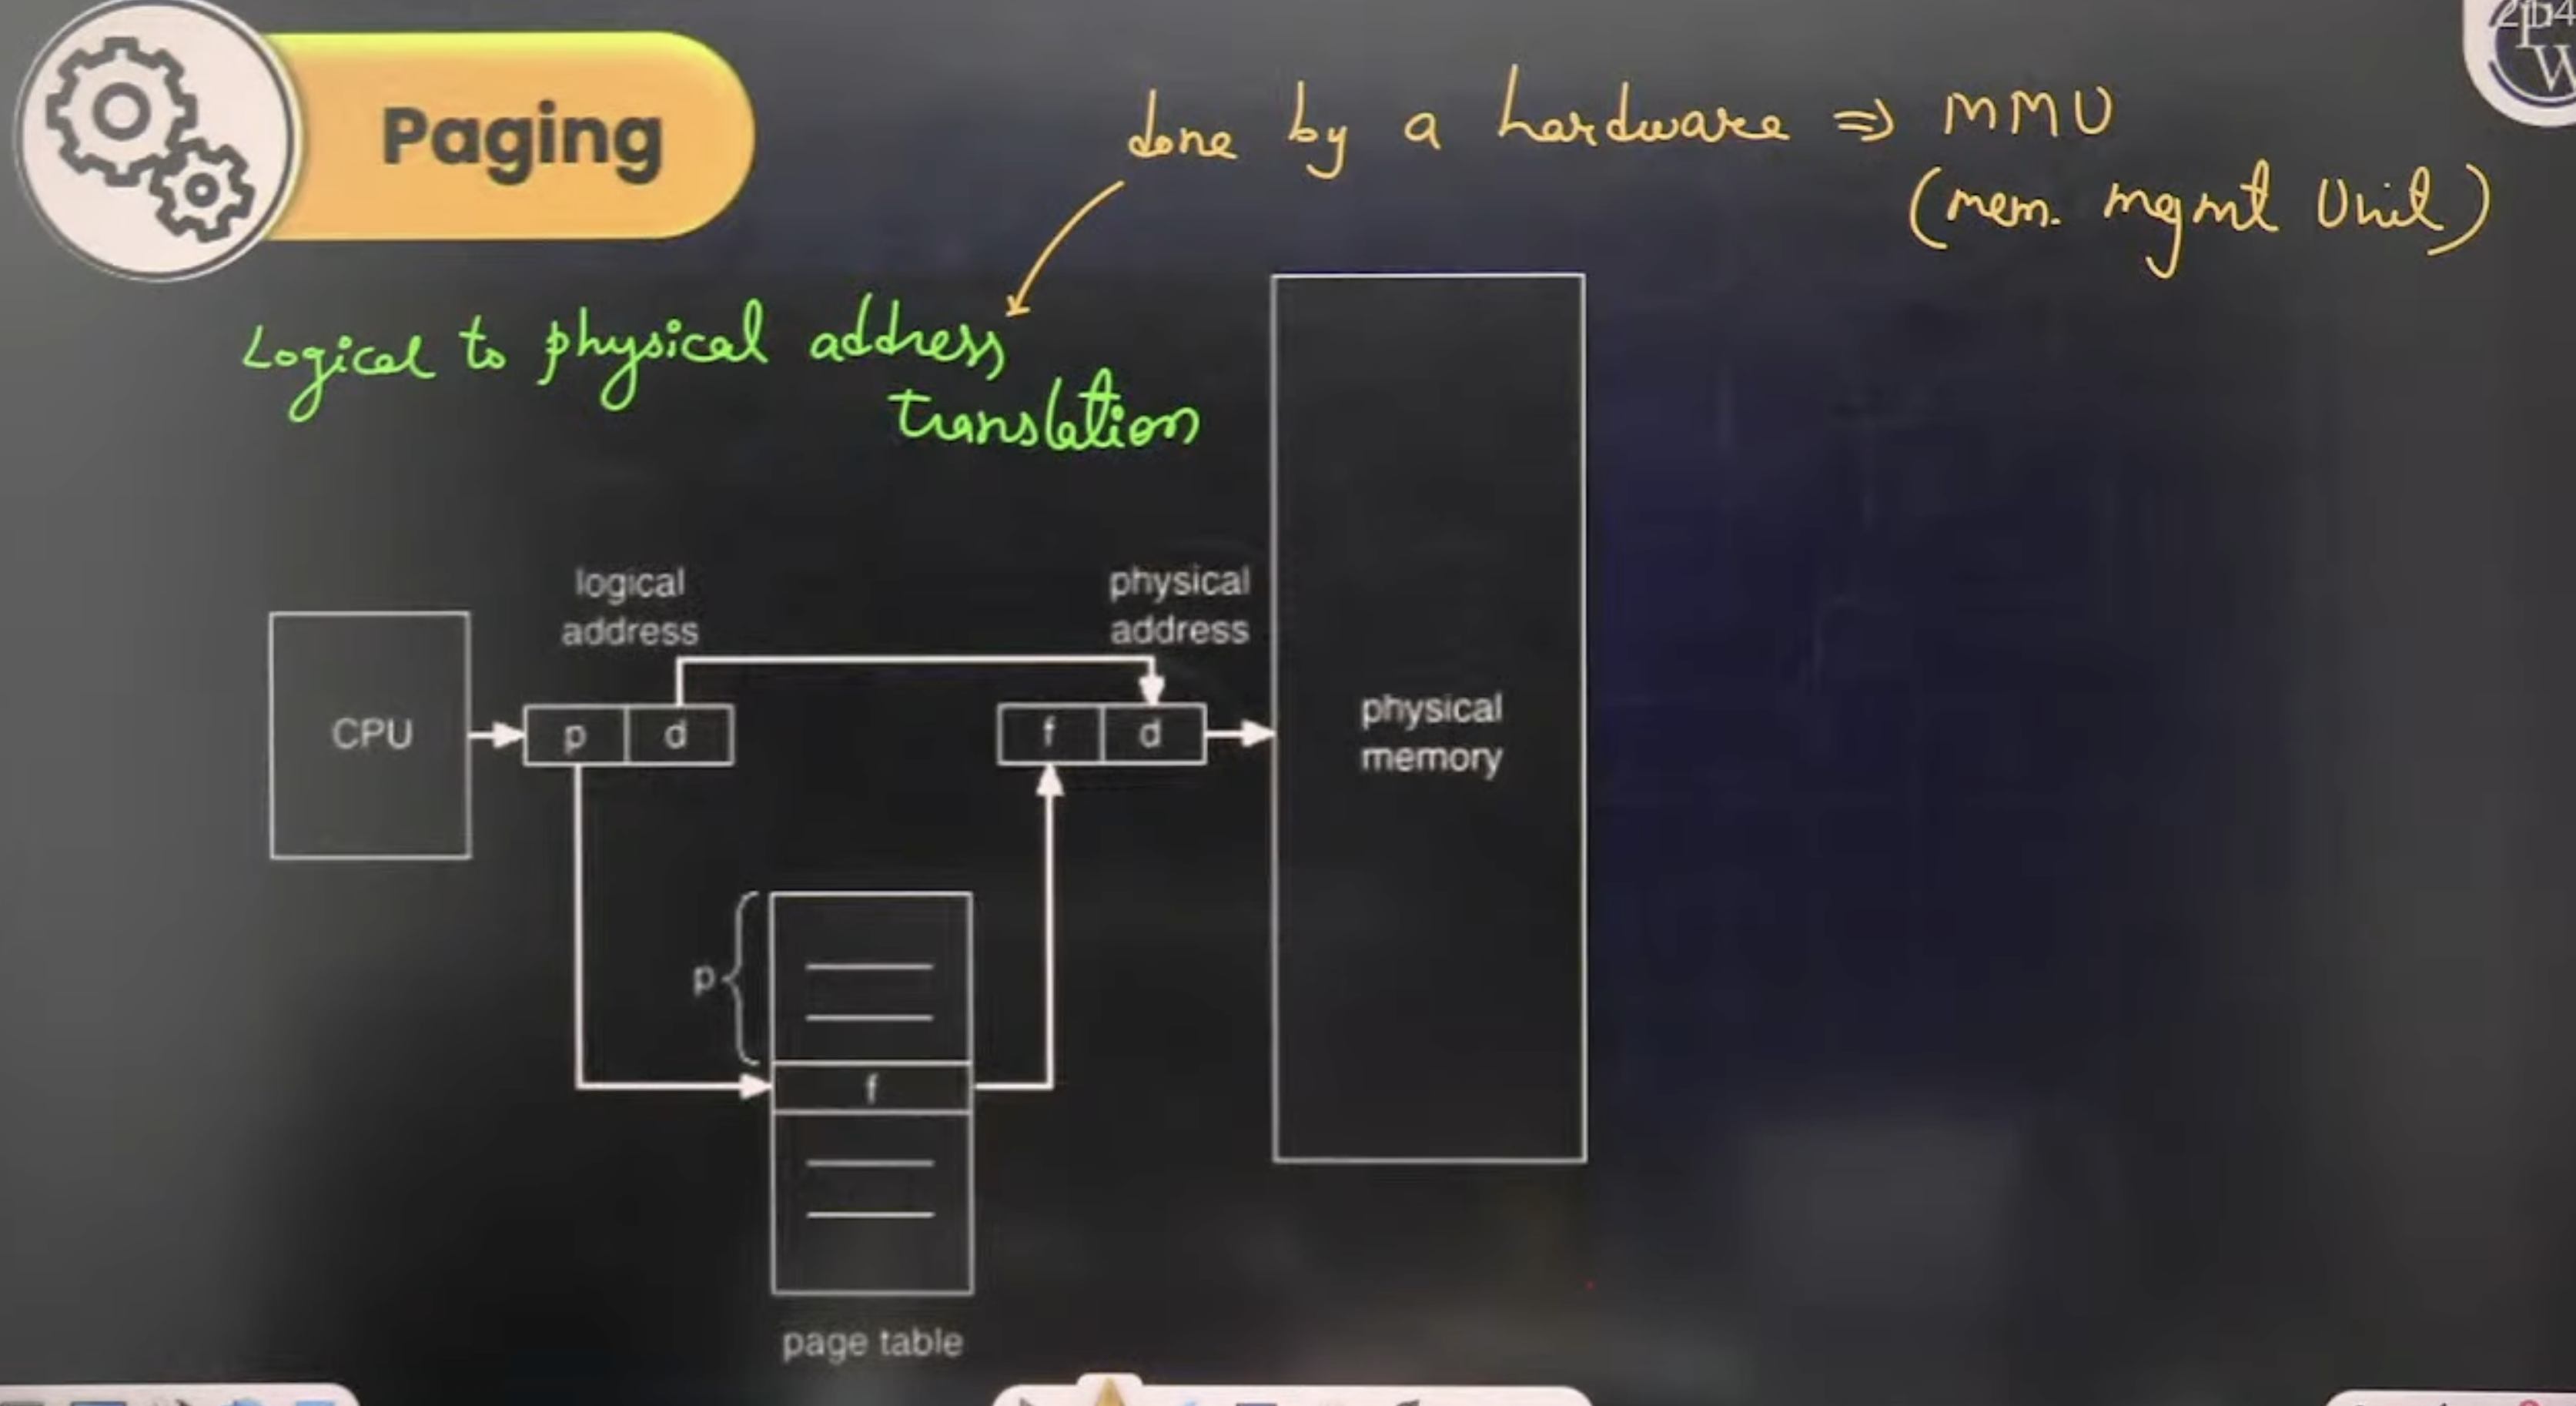 Paging
done by a hardware ⇒ MMU
(mem. mgmt Unit)
Logical to physical address
translation
logical
address
physical
address
CPU
p d
f d
physical
memory
p
f
page table